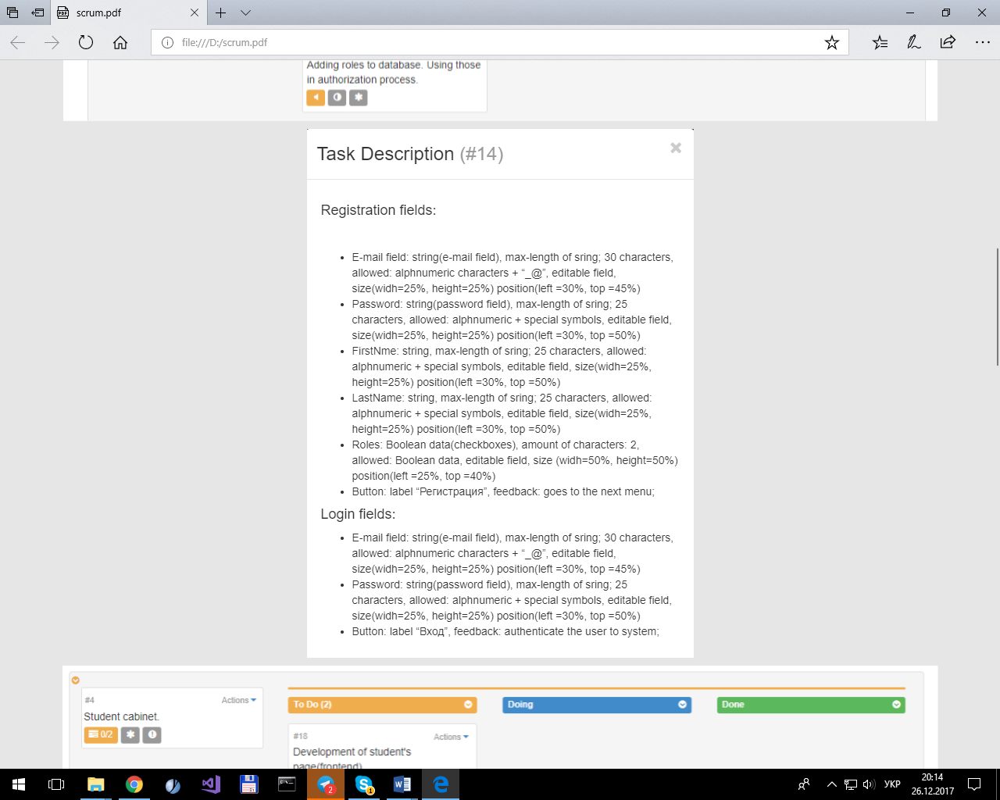 scrum.pdf
file:///D:/scrum.pdf
Adding roles to database. Using those
in authorization process.
Task Description (#14)
Registration fields:
• E-mail field: string(e-mail field), max-length of sring; 30 characters,
allowed: alphnumeric characters + “_@”, editable field,
size(widh=25%, height=25%) position(left =30%, top =45%)
• Password: string(password field), max-length of sring; 25
characters, allowed: alphnumeric + special symbols, editable field,
size(widh=25%, height=25%) position(left =30%, top =50%)
• FirstNme: string, max-length of sring; 25 characters, allowed:
alphnumeric + special symbols, editable field, size(widh=25%,
height=25%) position(left =30%, top =50%)
• LastName: string, max-length of sring; 25 characters, allowed:
alphnumeric + special symbols, editable field, size(widh=25%,
height=25%) position(left =30%, top =50%)
• Roles: Boolean data(checkboxes), amount of characters: 2,
allowed: Boolean data, editable field, size (widh=50%, height=50%)
position(left =25%, top =40%)
• Button: label “Регистрация”, feedback: goes to the next menu;
Login fields:
• E-mail field: string(e-mail field), max-length of sring; 30 characters,
allowed: alphnumeric characters + “_@”, editable field,
size(widh=25%, height=25%) position(left =30%, top =45%)
• Password: string(password field), max-length of sring; 25
characters, allowed: alphnumeric + special symbols, editable field,
size(widh=25%, height=25%) position(left =30%, top =50%)
• Button: label “Вход”, feedback: authenticate the user to system;
#4 Actions
Student cabinet.
0/2
To Do (2)
Doing
Done
#18 Actions
Development of student's
page(frontend)
2
1
УКР
20:14
26.12.2017